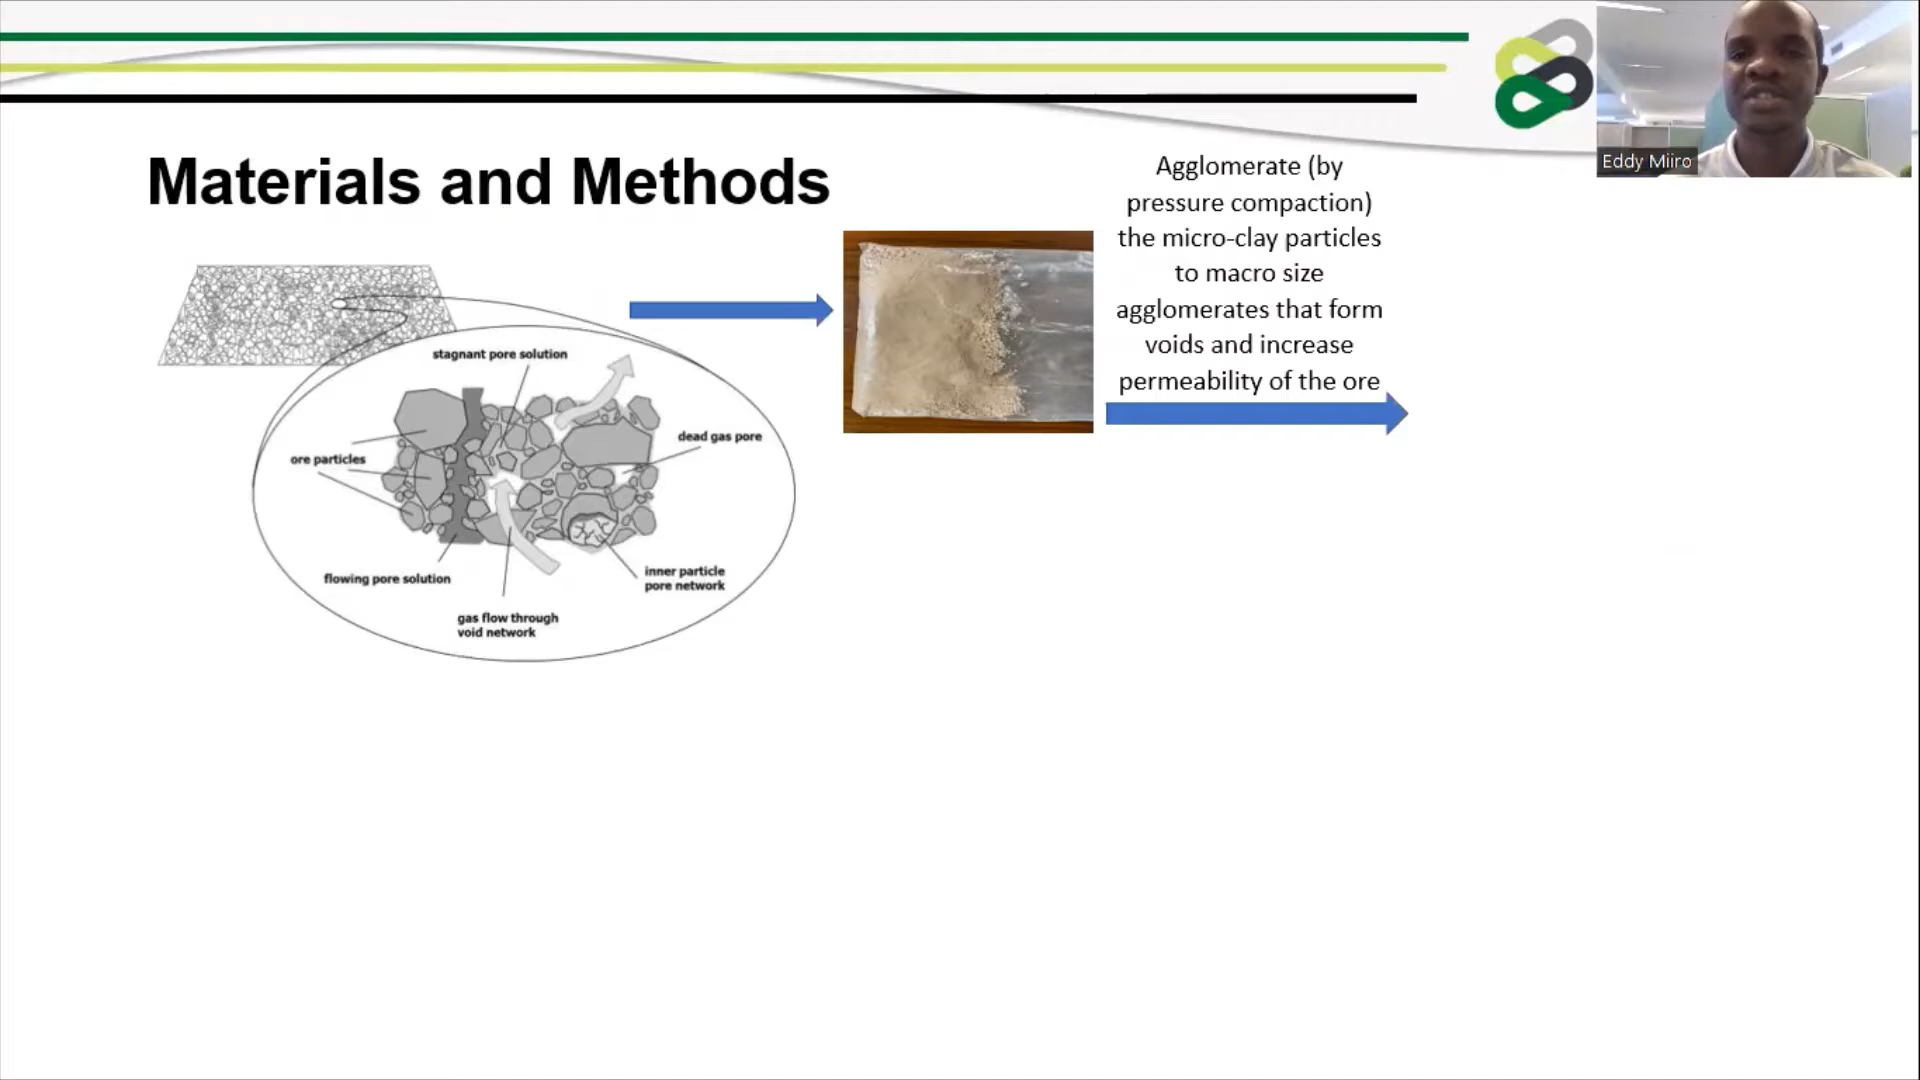 Eddy Miiro
Materials and Methods
Agglomerate (by
pressure compaction)
the micro-clay particles
to macro size
agglomerates that form
voids and increase
permeability of the ore
stagnant pore solution
dead gas pore
ore particles
flowing pore solution
inner particle
pore network
gas flow through
void network